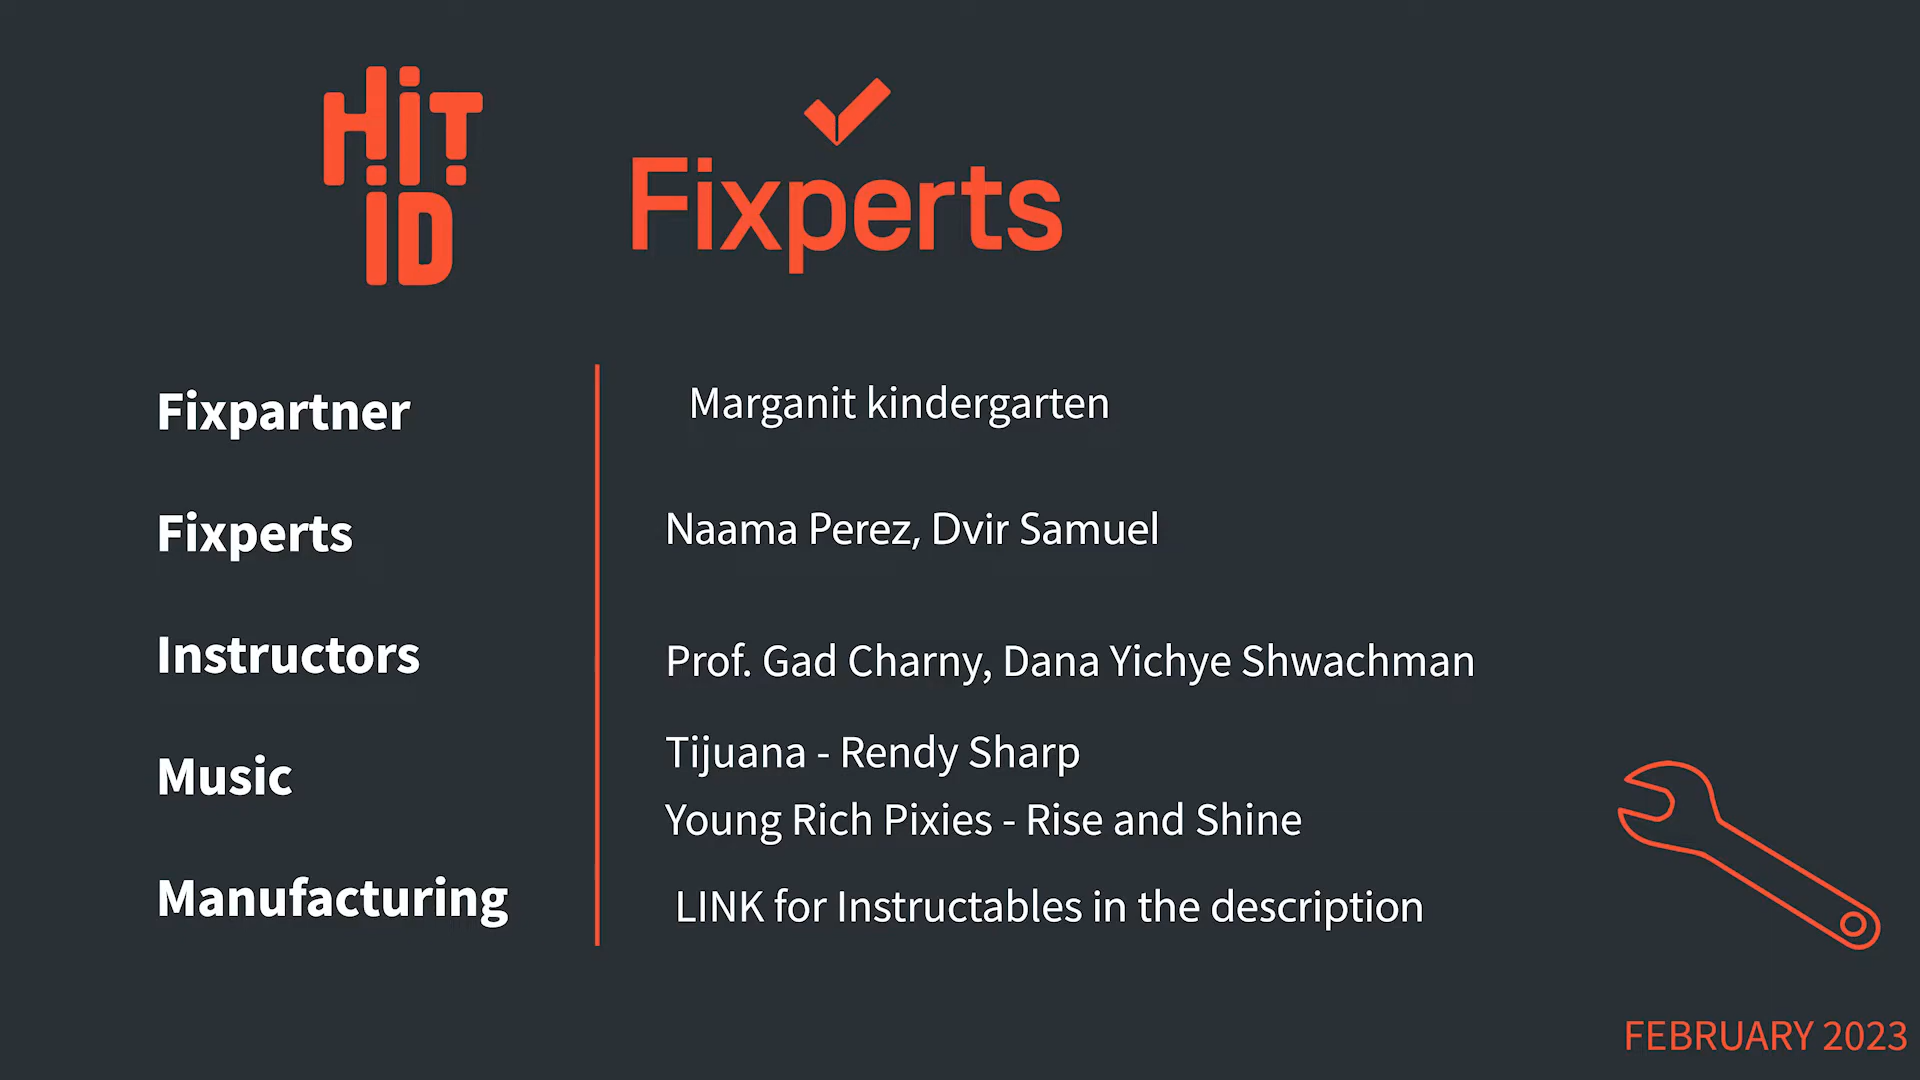 HiT
iD
Fixperts
Fixpartner
Marganit kindergarten
Fixperts
Naama Perez, Dvir Samuel
Instructors
Prof. Gad Charny, Dana Yichye Shwachman
Music
Tijuana - Rendy Sharp
Young Rich Pixies - Rise and Shine
Manufacturing
LINK for Instructables in the description
FEBRUARY 2023